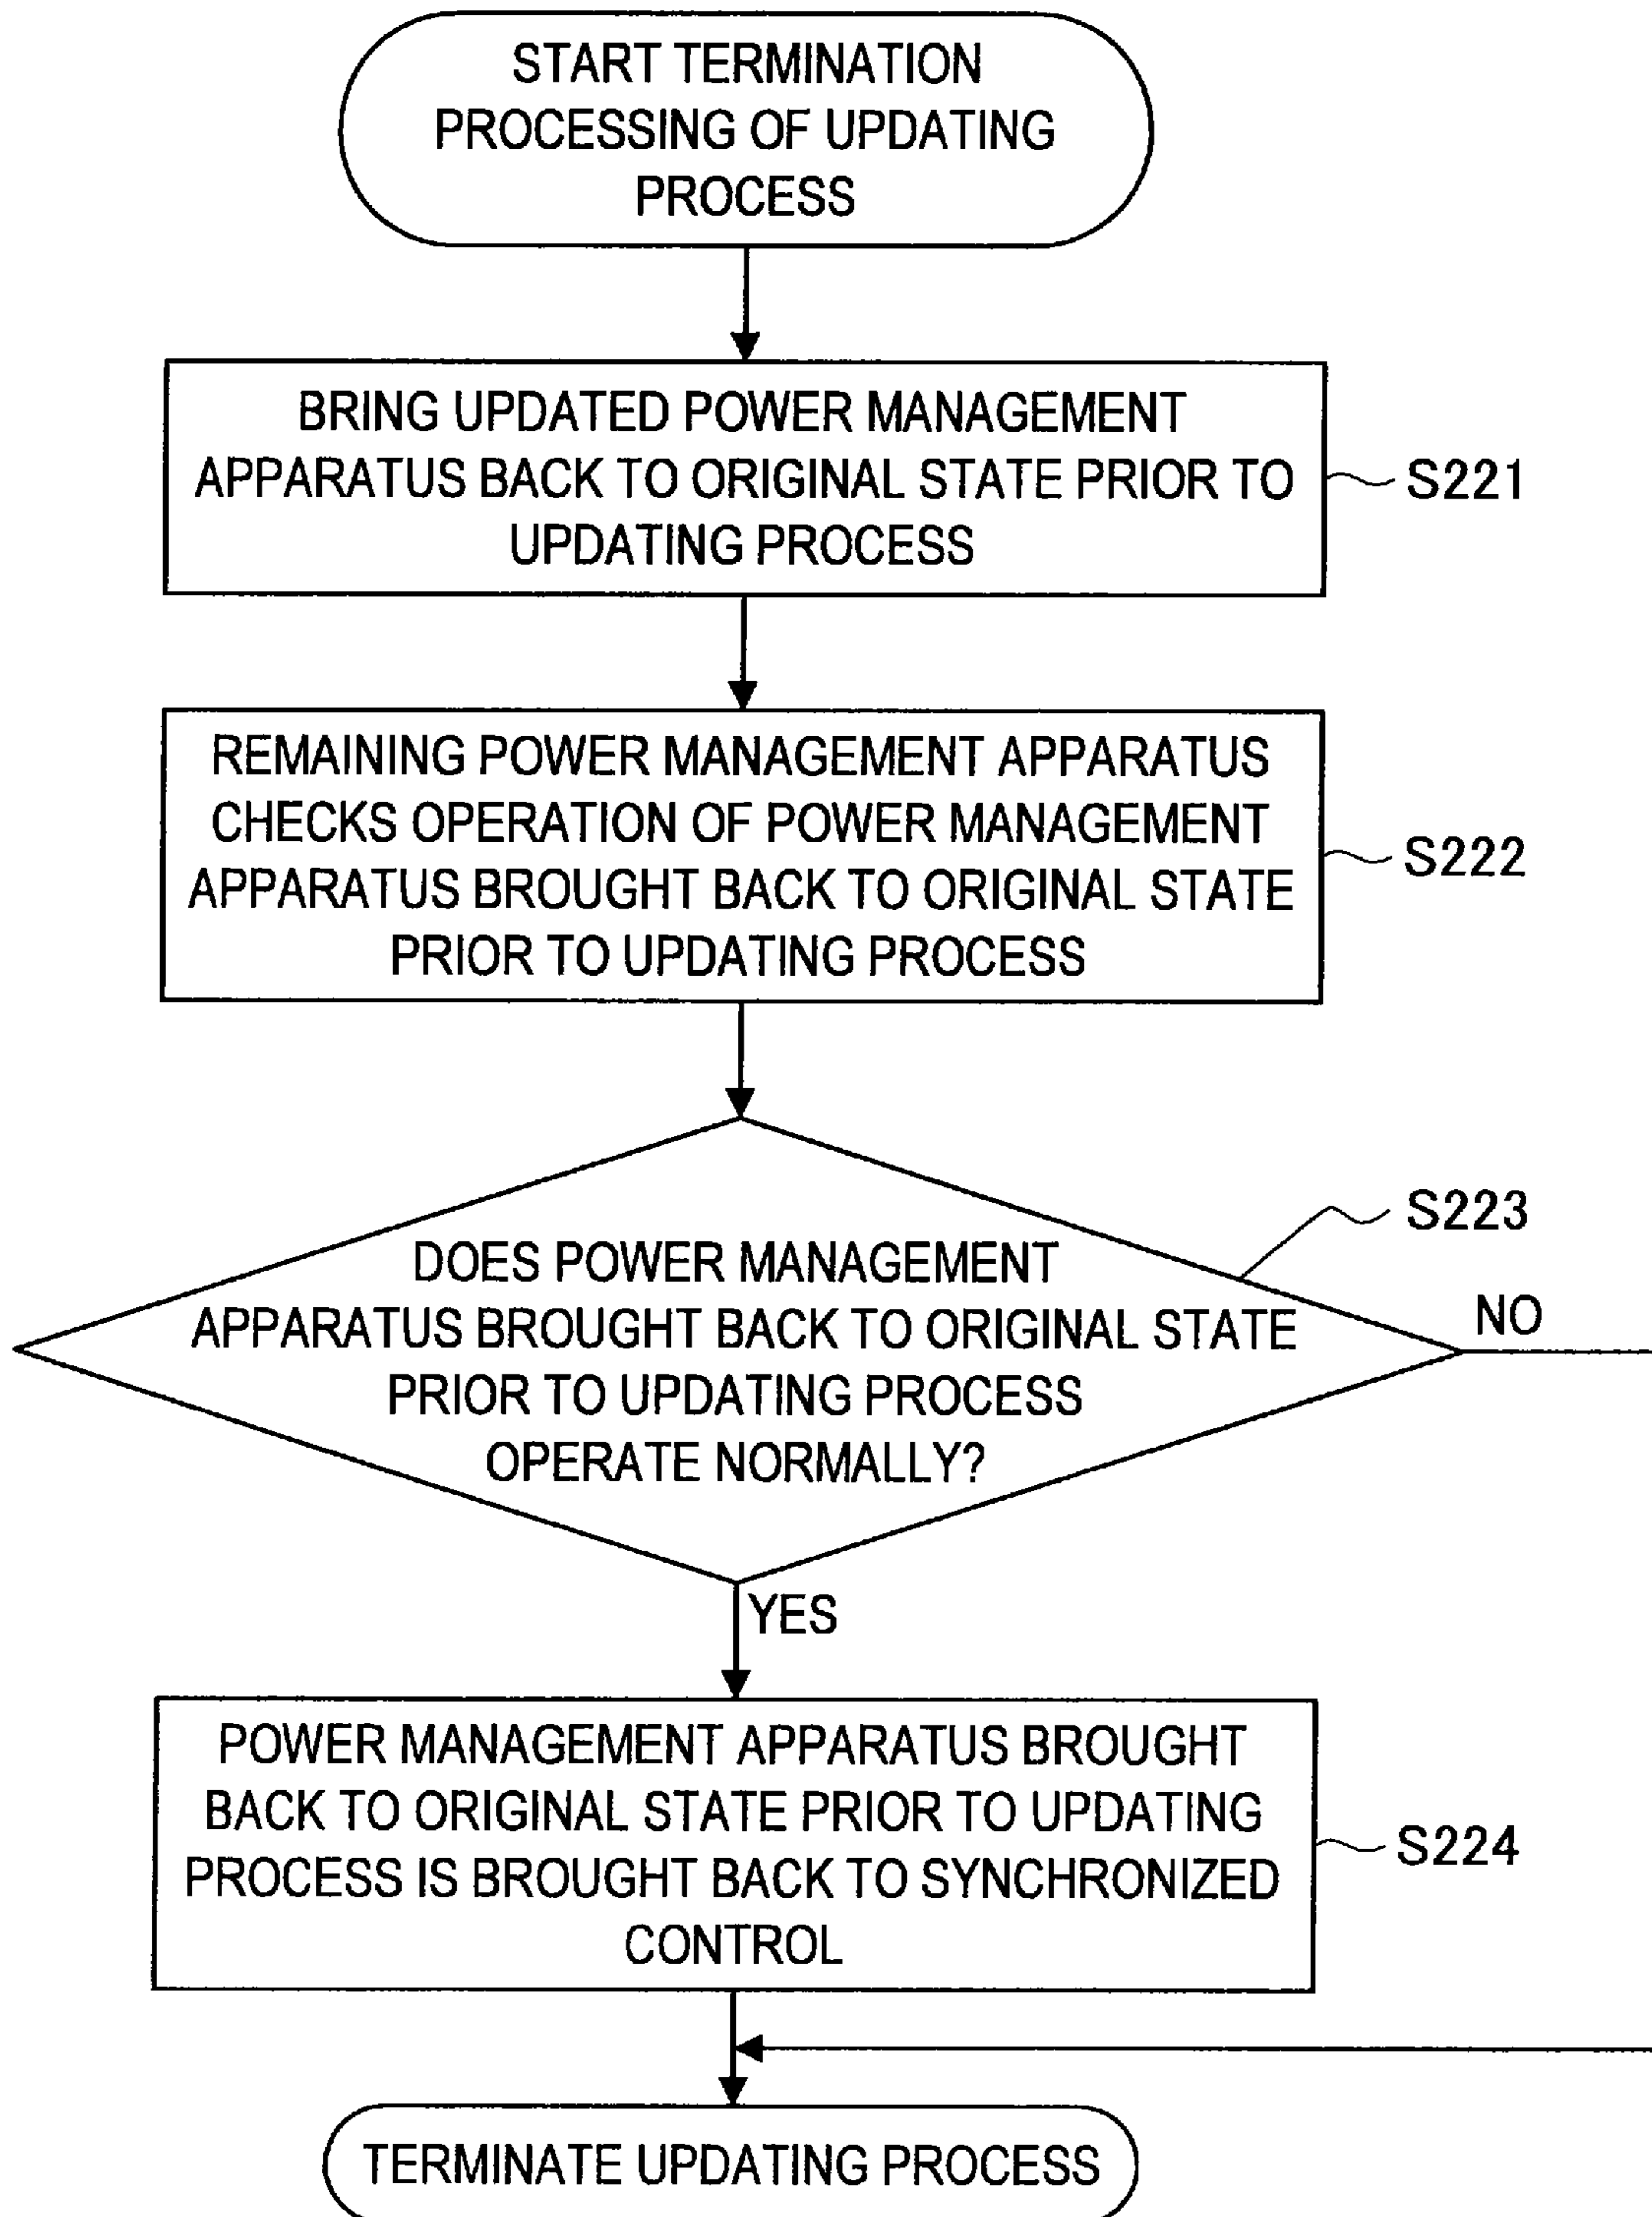 START TERMINATION
PROCESSING OF UPDATING
PROCESS
BRING UPDATED POWER MANAGEMENT
APPARATUS BACK TO ORIGINAL STATE PRIOR TO
UPDATING PROCESS
S221
REMAINING POWER MANAGEMENT APPARATUS
CHECKS OPERATION OF POWER MANAGEMENT
APPARATUS BROUGHT BACK TO ORIGINAL STATE
PRIOR TO UPDATING PROCESS
S222
S223
DOES POWER MANAGEMENT
APPARATUS BROUGHT BACK TO ORIGINAL STATE
PRIOR TO UPDATING PROCESS
OPERATE NORMALLY?
NO
YES
POWER MANAGEMENT APPARATUS BROUGHT
BACK TO ORIGINAL STATE PRIOR TO UPDATING
PROCESS IS BROUGHT BACK TO SYNCHRONIZED
CONTROL
S224
TERMINATE UPDATING PROCESS